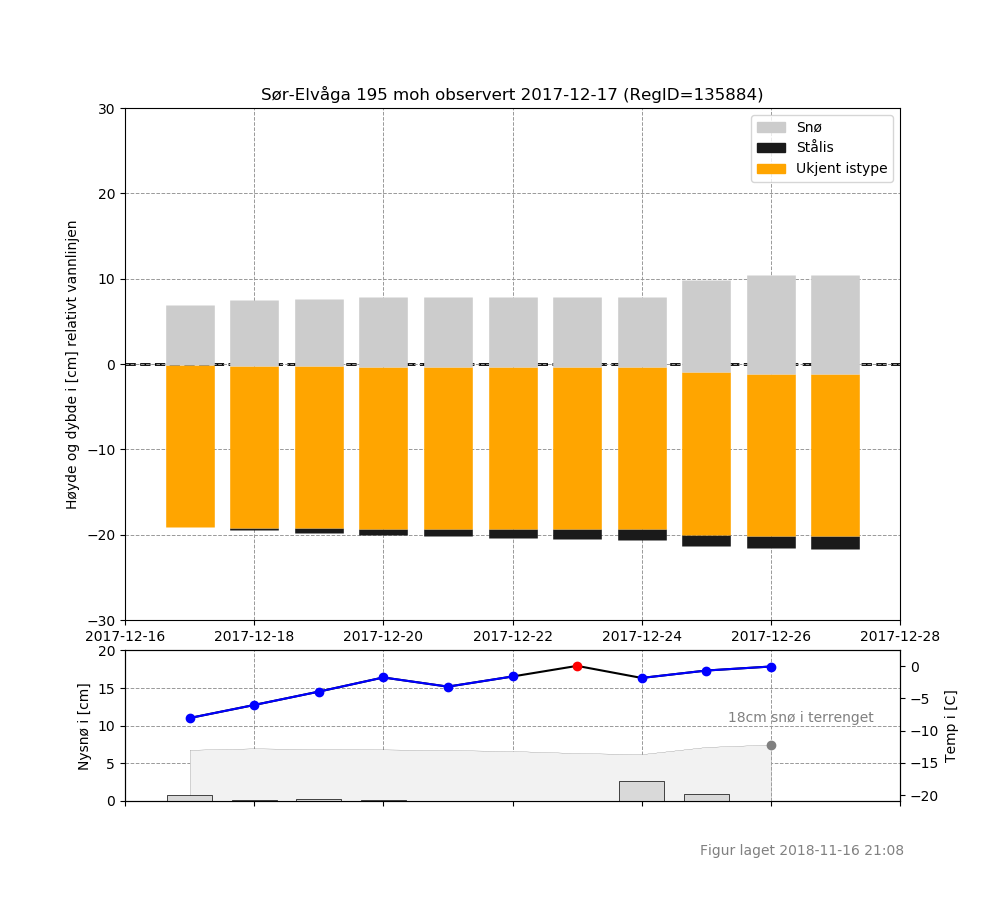 Sør-Elvåga 195 moh observert 2017-12-17 (RegID=135884)
Høyde og dybde i [cm] relativt vannlinjen
30
20
10
0
−10
−20
−30
Snø
Stålis
Ukjent istype
2017-12-16 2017-12-18 2017-12-20 2017-12-22 2017-12-24 2017-12-26 2017-12-28
Nysnø i [cm]
20
15
10
5
0
18cm snø i terrenget
0
−5
−10
−15
−20
Temp i [C]
Figur laget 2018-11-16 21:08